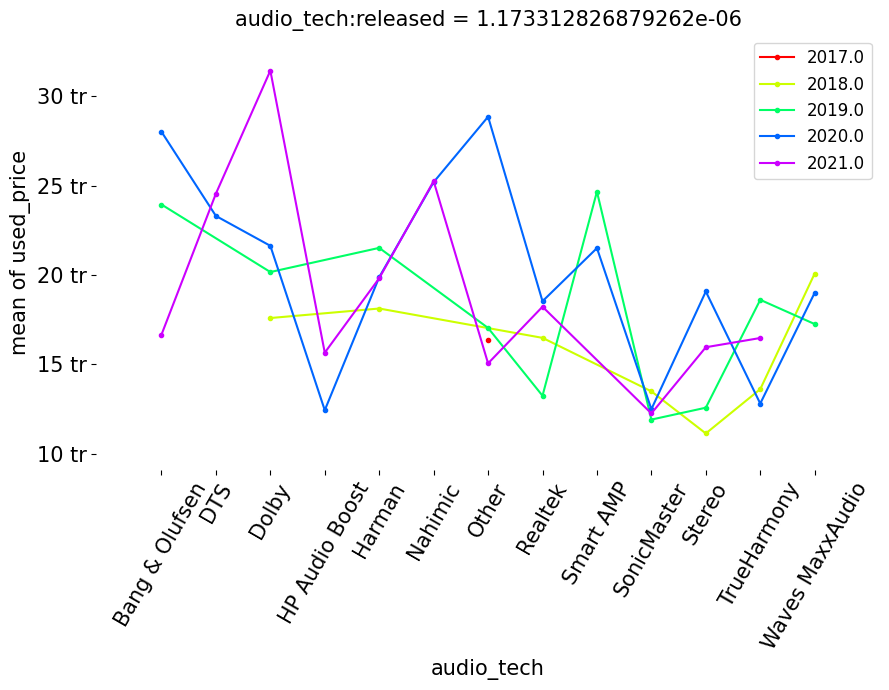 audio_tech:released = 1.173312826879262e-06
2017.0
2018.0
2019.0
2020.0
2021.0
mean of used_price
30 tr
25 tr
20 tr
15 tr
10 tr
Bang & Olufsen
DTS
Dolby
HP Audio Boost
Harman
Nahimic
Other
Realtek
Smart AMP
SonicMaster
Stereo
TrueHarmony
Waves MaxxAudio
audio_tech